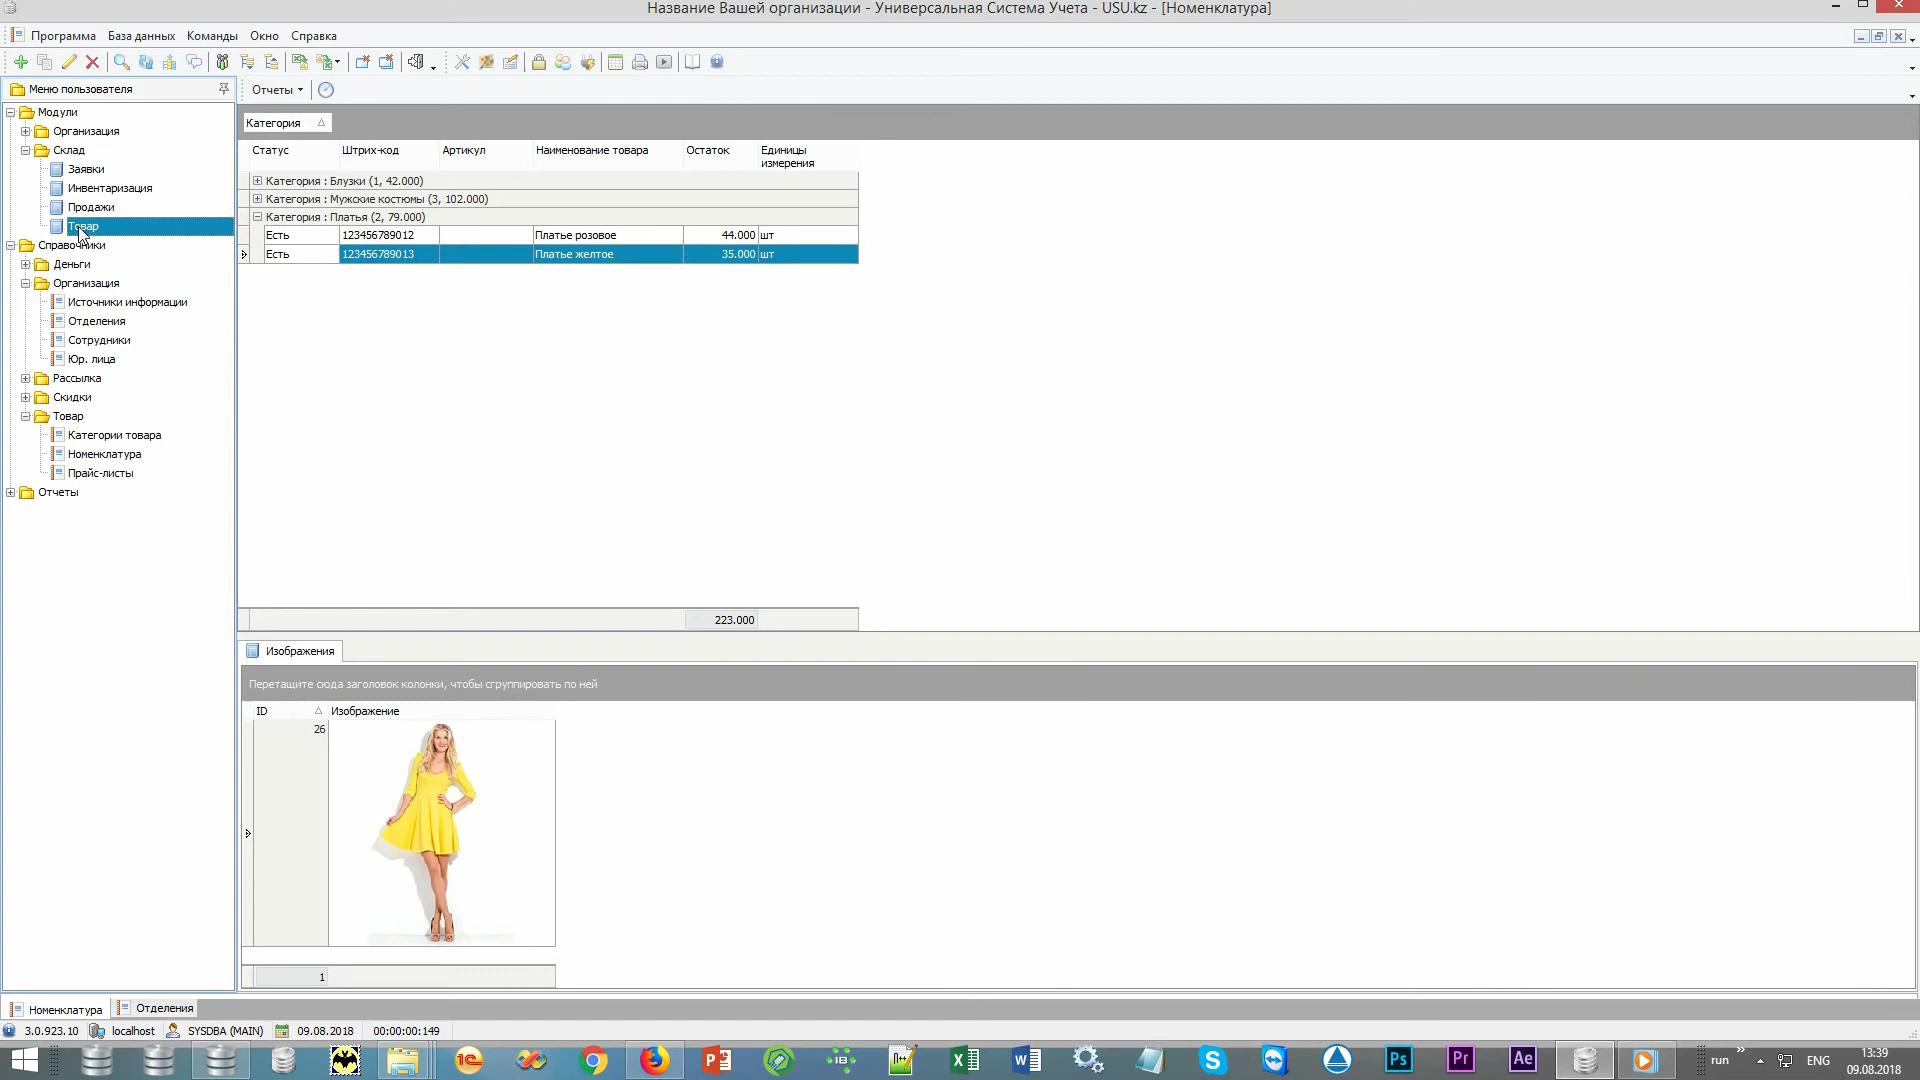 Название Вашей организации - Универсальная Система Учета - USU.kz - [Номенклатура]
Программа База данных Команды Окно Справка
Меню пользователя
Отчеты
Модули
Организация
Склад
Заявки
Инвентаризация
Продажи
Товар
Справочники
Деньги
Организация
Источники информации
Отделения
Сотрудники
Юр. лица
Рассылка
Скидки
Товар
Категории товара
Номенклатура
Прайс-листы
Отчеты
Категория
Статус Штрих-код Артикул Наименование товара Остаток Единицы измерения
Категория : Блузки (1, 42.000)
Категория : Мужские костюмы (3, 102.000)
Категория : Платья (2, 79.000)
Есть 123456789012 Платье розовое 44.000 шт
Есть 123456789013 Платье желтое 35.000 шт
223.000
Изображения
Перетащите сюда заголовок колонки, чтобы сгруппировать по ней
ID Изображение
26
1
Номенклатура Отделения
3.0.923.10 localhost SYSDBA (MAIN) 09.08.2018 00:00:00:149
run ENG 13:39
09.08.2018